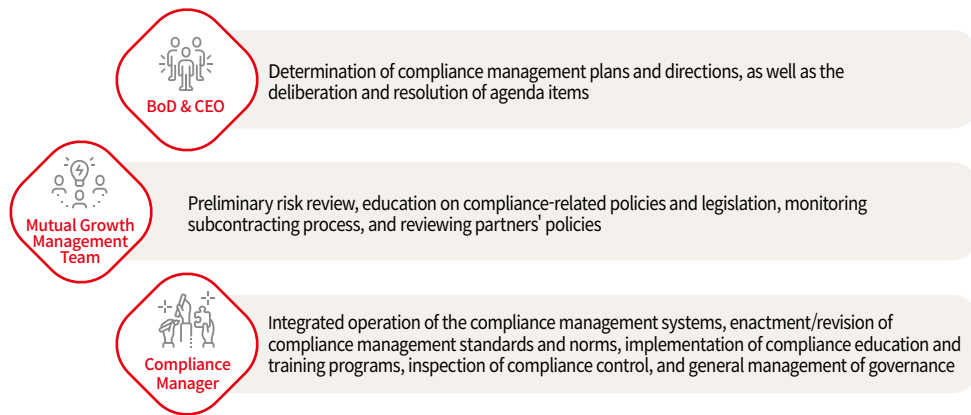 BoD & CEO
Determination of compliance management plans and directions, as well as the
deliberation and resolution of agenda items
Mutual Growth
Management
Team
Preliminary risk review, education on compliance-related policies and legislation, monitoring
subcontracting process, and reviewing partners' policies
Compliance
Manager
Integrated operation of the compliance management systems, enactment/revision of
compliance management standards and norms, implementation of compliance education and
training programs, inspection of compliance control, and general management of governance